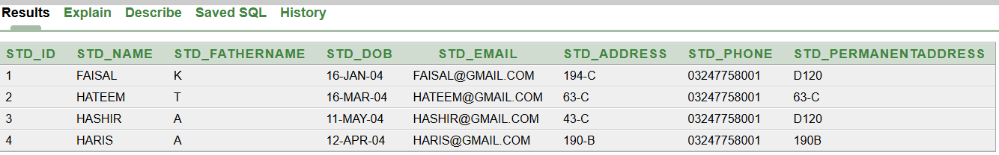 Results Explain Describe Saved SQL History
STD_ID STD_NAME STD_FATHERNAME STD_DOB STD_EMAIL STD_ADDRESS STD_PHONE STD_PERMANENTADDRESS
1 FAISAL K 16-JAN-04 FAISAL@GMAIL.COM 194-C 03247758001 D120
2 HATEEM T 16-MAR-04 HATEEM@GMAIL.COM 63-C 03247758001 63-C
3 HASHIR A 11-MAY-04 HASHIR@GMAIL.COM 43-C 03247758001 D120
4 HARIS A 12-APR-04 HARIS@GMAIL.COM 190-B 03247758001 190B